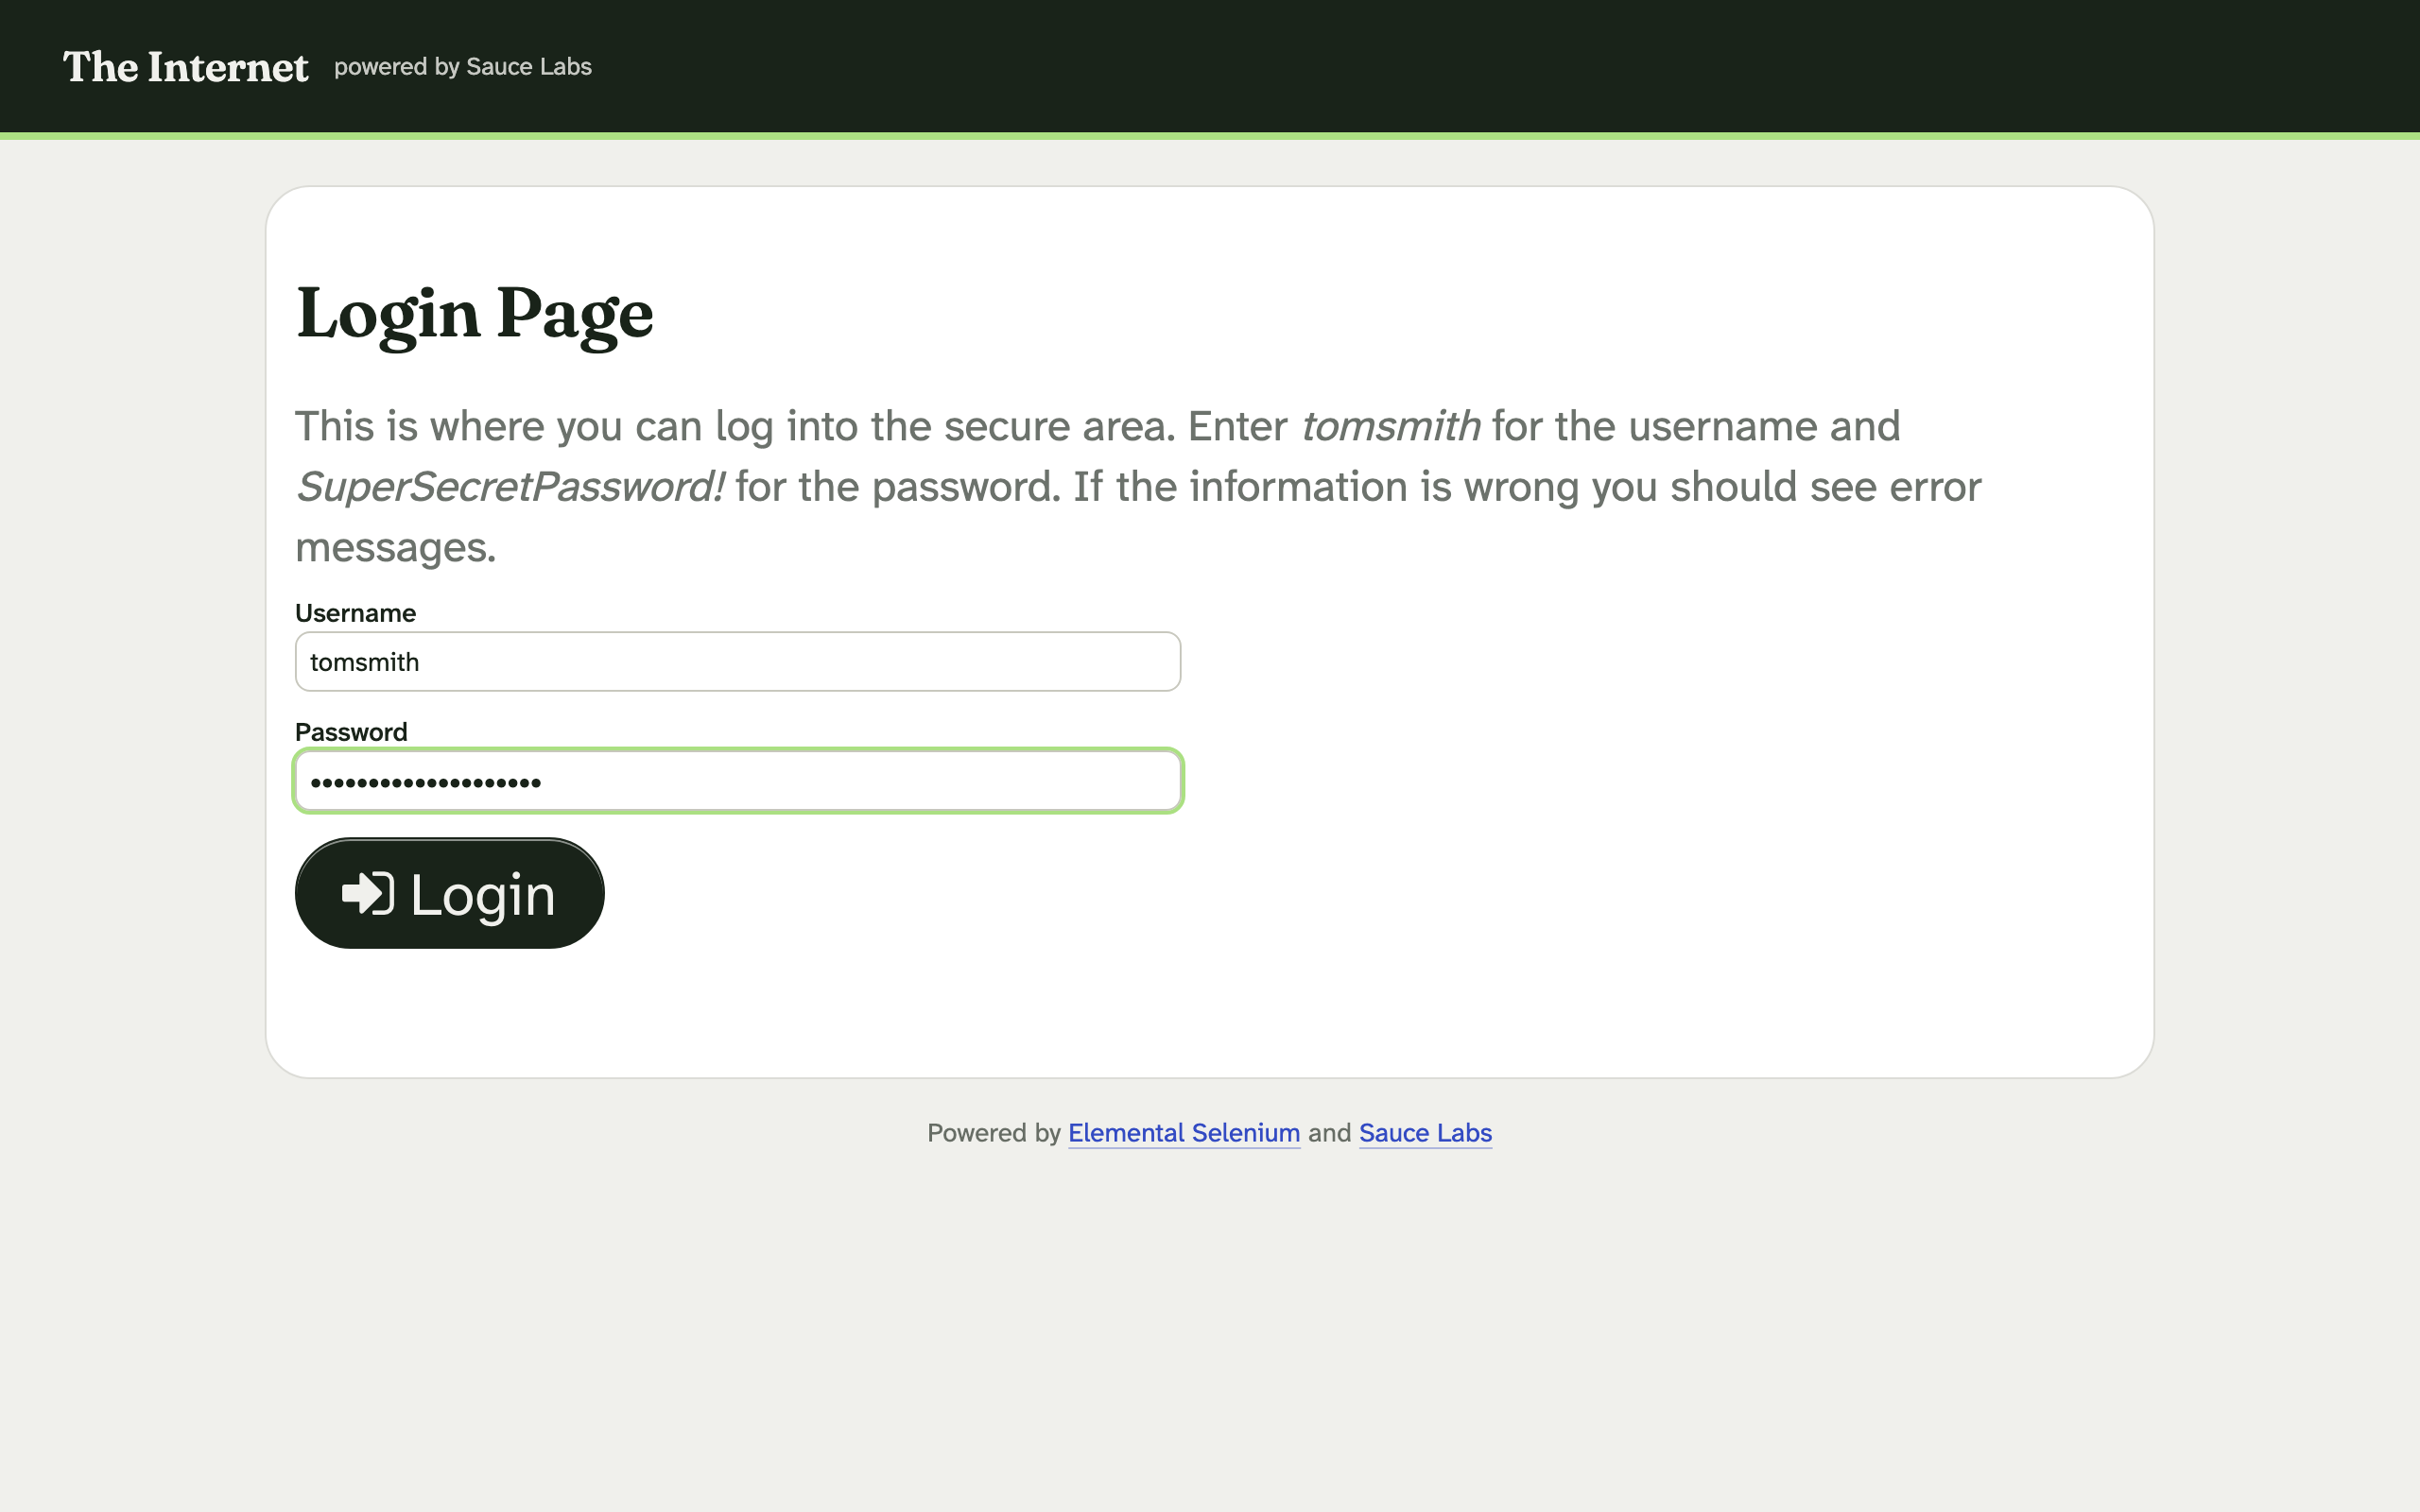 The Internet powered by Sauce Labs
Login Page
This is where you can log into the secure area. Enter tomsmith for the username and
SuperSecretPassword! for the password. If the information is wrong you should see error
messages.
Username
tomsmith
Password
••••••••••••••••••••
Login
Powered by Elemental Selenium and Sauce Labs